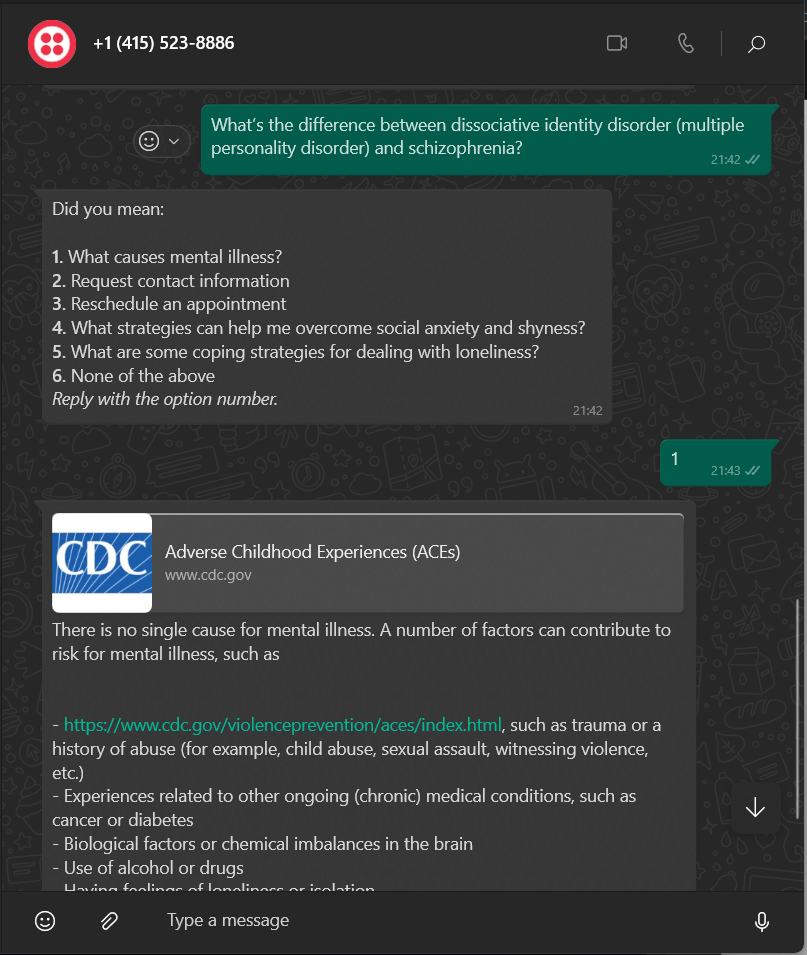 +1 (415) 523-8886
What's the difference between dissociative identity disorder (multiple
personality disorder) and schizophrenia?
21:42
Did you mean:
1. What causes mental illness?
2. Request contact information
3. Reschedule an appointment
4. What strategies can help me overcome social anxiety and shyness?
5. What are some coping strategies for dealing with loneliness?
6. None of the above
Reply with the option number.
21:42
1
21:43
CDC
Adverse Childhood Experiences (ACEs)
www.cdc.gov
There is no single cause for mental illness. A number of factors can contribute to
risk for mental illness, such as
- https://www.cdc.gov/violenceprevention/aces/index.html, such as trauma or a
history of abuse (for example, child abuse, sexual assault, witnessing violence,
etc.)
- Experiences related to other ongoing (chronic) medical conditions, such as
cancer or diabetes
- Biological factors or chemical imbalances in the brain
- Use of alcohol or drugs
- Having feelings of loneliness or isolation
Type a message